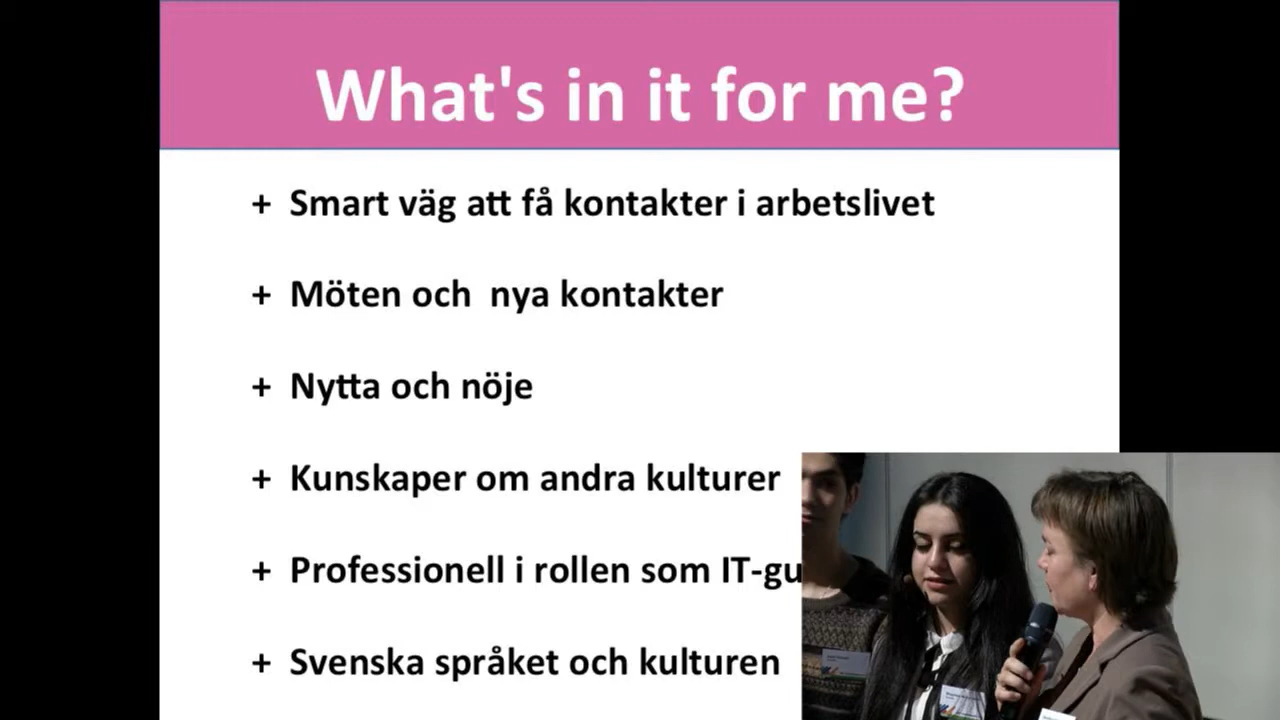 What's in it for me?
+ Smart väg att få kontakter i arbetslivet
+ Möten och nya kontakter
+ Nytta och nöje
+ Kunskaper om andra kulturer
+ Professionell i rollen som IT-gu
+ Svenska språket och kulturen